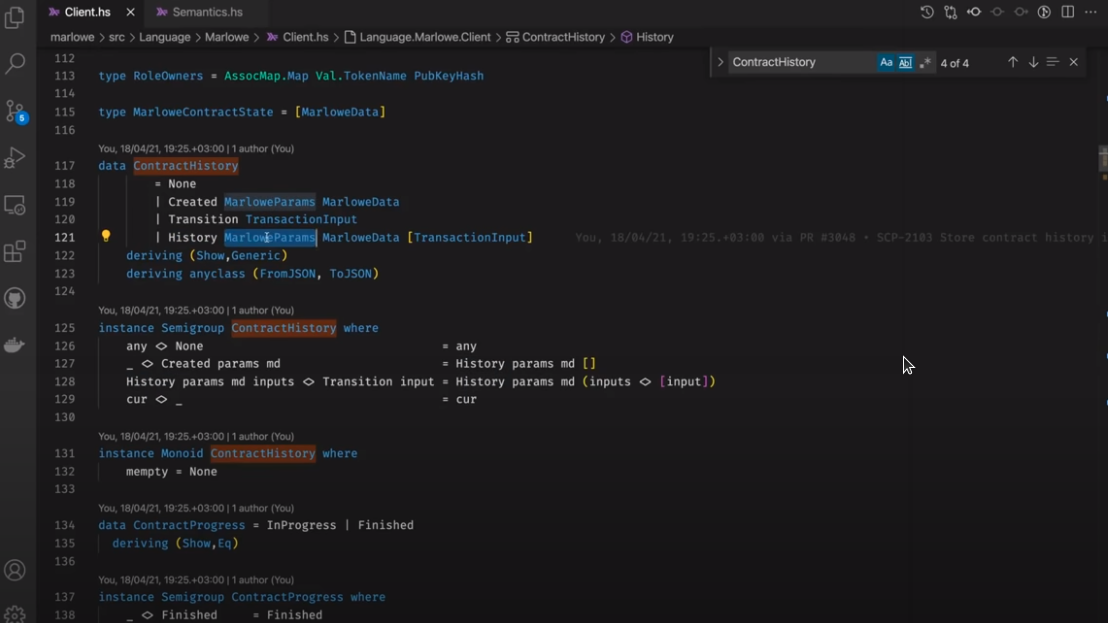 Client.hs
Semantics.hs
marlowe > src > Language > Marlowe > Client.hs > Language.Marlowe.Client > ContractHistory > History
ContractHistory
Aa Ab .* 4 of 4
112
113 type RoleOwners = AssocMap.Map Val.TokenName PubKeyHash
114
115 type MarloweContractState = [MarloweData]
116
You, 18/04/21, 19:25.+03:00 | 1 author (You)
117 data ContractHistory
118 = None
119 | Created MarloweParams MarloweData
120 | Transition TransactionInput
121 | History MarloweParams MarloweData [TransactionInput] You, 18/04/21, 19:25.+03:00 via PR #3048 • SCP-2103 Store contract history i
122 deriving (Show,Generic)
123 deriving anyclass (FromJSON, ToJSON)
124
You, 18/04/21, 19:25.+03:00 | 1 author (You)
125 instance Semigroup ContractHistory where
126 any <> None = any
127 _ <> Created params md = History params md []
128 History params md inputs <> Transition input = History params md (inputs <> [input])
129 cur <> _ = cur
130
You, 18/04/21, 19:25.+03:00 | 1 author (You)
131 instance Monoid ContractHistory where
132 mempty = None
133
You, 18/04/21, 19:25.+03:00 | 1 author (You)
134 data ContractProgress = InProgress | Finished
135 deriving (Show,Eq)
136
You, 18/04/21, 19:25.+03:00 | 1 author (You)
137 instance Semigroup ContractProgress where
138 _ <> Finished = Finished
5